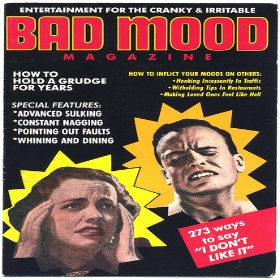 ENTERTAINMENT FOR THE CRANKY & IRRITABLE
BAD MOOD
MAGAZINE
HOW TO
HOLD A GRUDGE
FOR YEARS
SPECIAL FEATURES:
*ADVANCED SULKING
*CONSTANT NAGGING
*POINTING OUT FAULTS
*WHINING AND DINING
HOW TO INFLICT YOUR MOODS ON OTHERS:
• Honking Incessently In Traffic
• Witholding Tips In Restaurants
• Making Loved Ones Feel Like Hell
273 ways
to say
"I DON'T
LIKE IT"